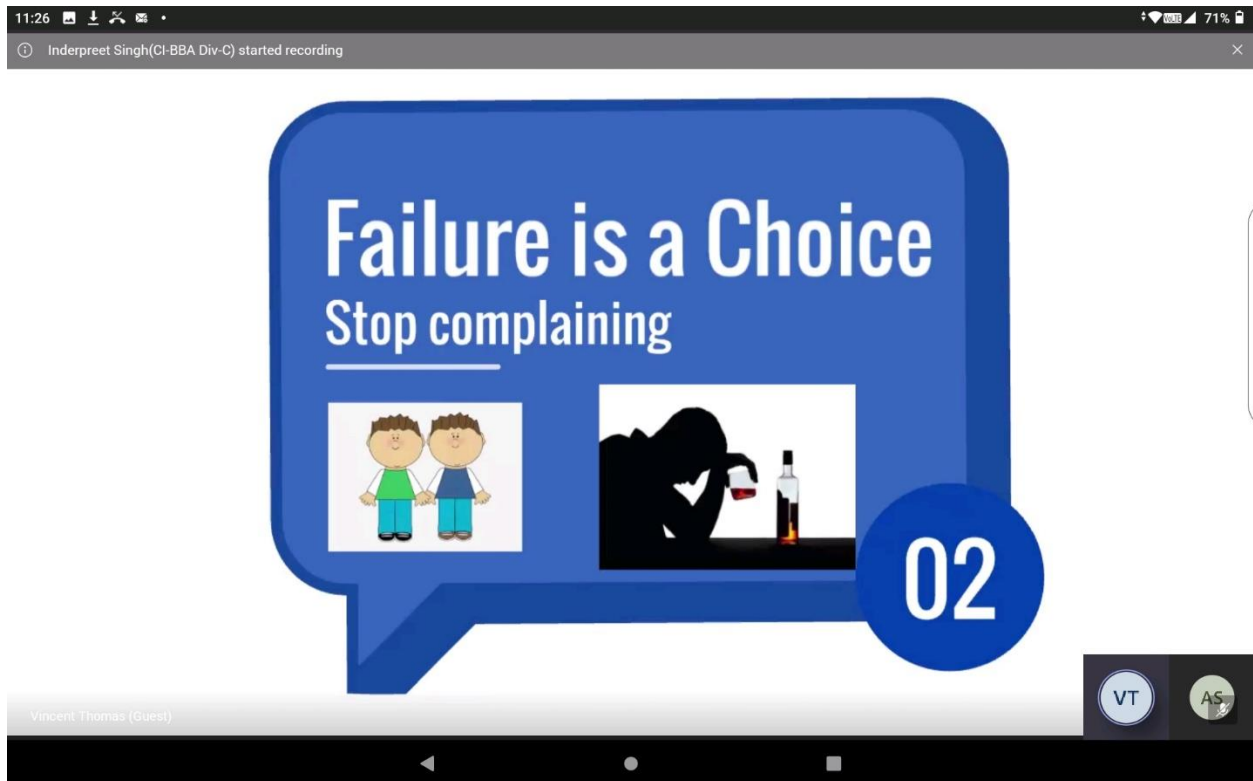 11:26
VoLTE 71%
Inderpreet Singh(CI-BBA Div-C) started recording
Failure is a Choice
Stop complaining
02
VT
AS
Vincent Thomas (Guest)